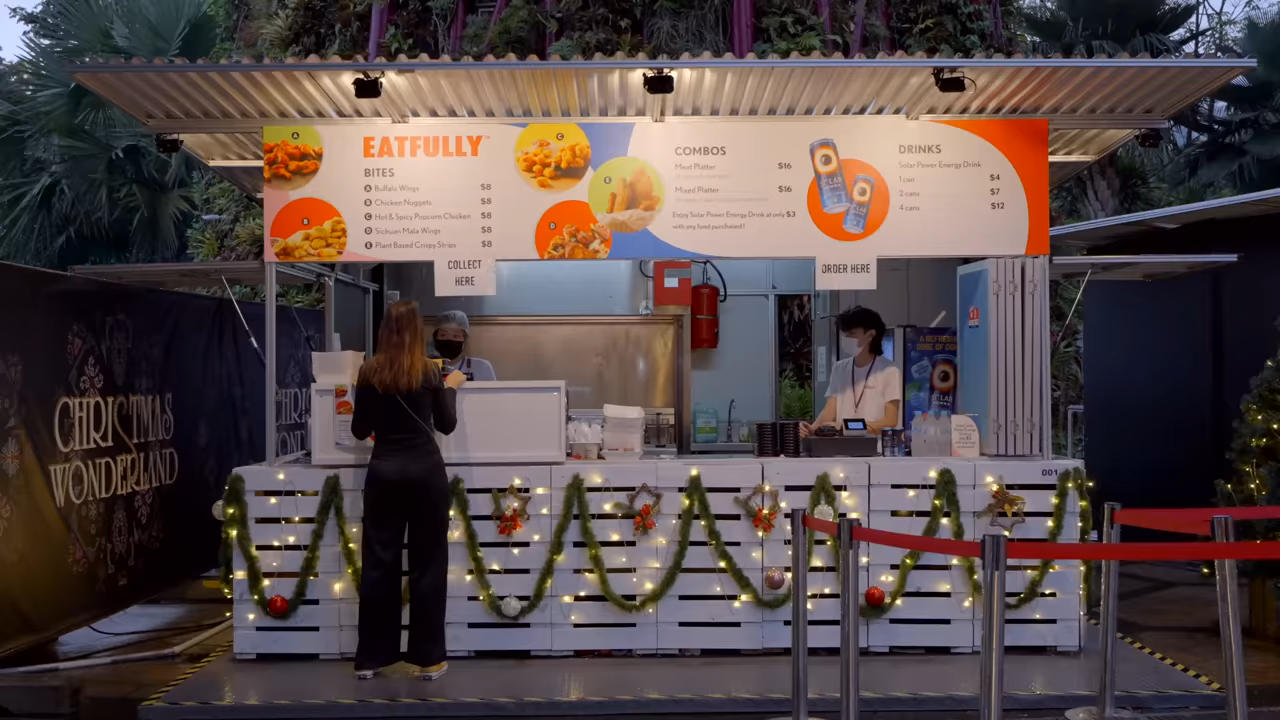 EATFULLY™
BITES
A Buffalo Wings $8
B Chicken Nuggets $8
C Hot & Spicy Popcorn Chicken $8
D Sichuan Mala Wings $8
E Plant Based Crispy Strips $8
A
B
C
D
E
COMBOS
Meat Platter $16
Mixed Platter $16
Enjoy Solar Power Energy Drink at only $3
with any food purchased!
DRINKS
Solar Power Energy Drink
1 can $4
2 cans $7
4 cans $12
COLLECT
HERE
ORDER HERE
CHRISTMAS
WONDERLAND
A REFRESHING
001